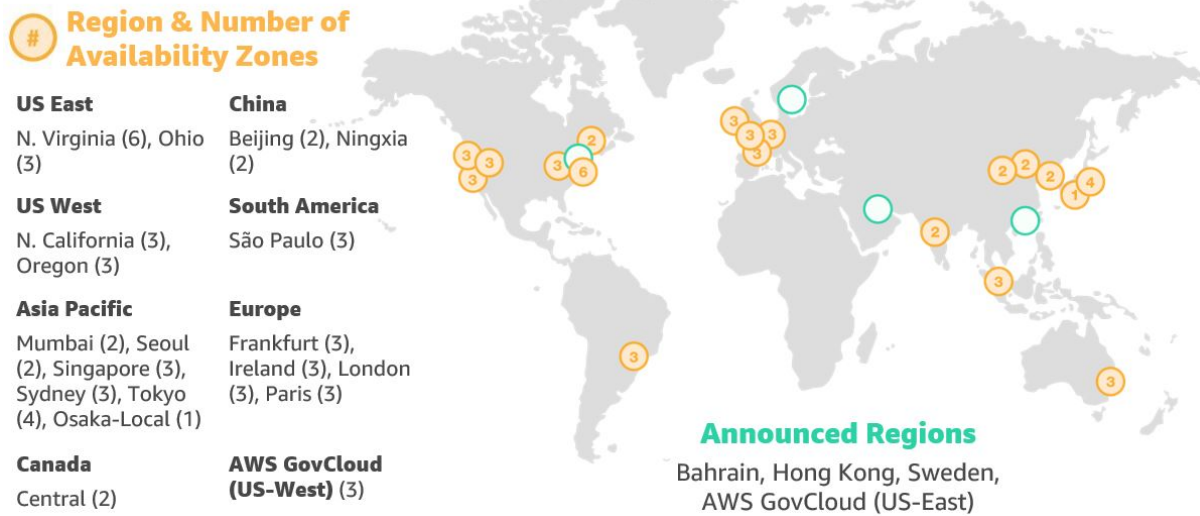 #
Region & Number of
Availability Zones
US East
N. Virginia (6), Ohio
(3)
China
Beijing (2), Ningxia
(2)
US West
N. California (3),
Oregon (3)
South America
São Paulo (3)
Asia Pacific
Mumbai (2), Seoul
(2), Singapore (3),
Sydney (3), Tokyo
(4), Osaka-Local (1)
Europe
Frankfurt (3),
Ireland (3), London
(3), Paris (3)
Canada
Central (2)
AWS GovCloud
(US-West) (3)
3
3
3
2
3
6
3
3
3
3
2
2
2
4
1
2
3
3
3
Announced Regions
Bahrain, Hong Kong, Sweden,
AWS GovCloud (US-East)